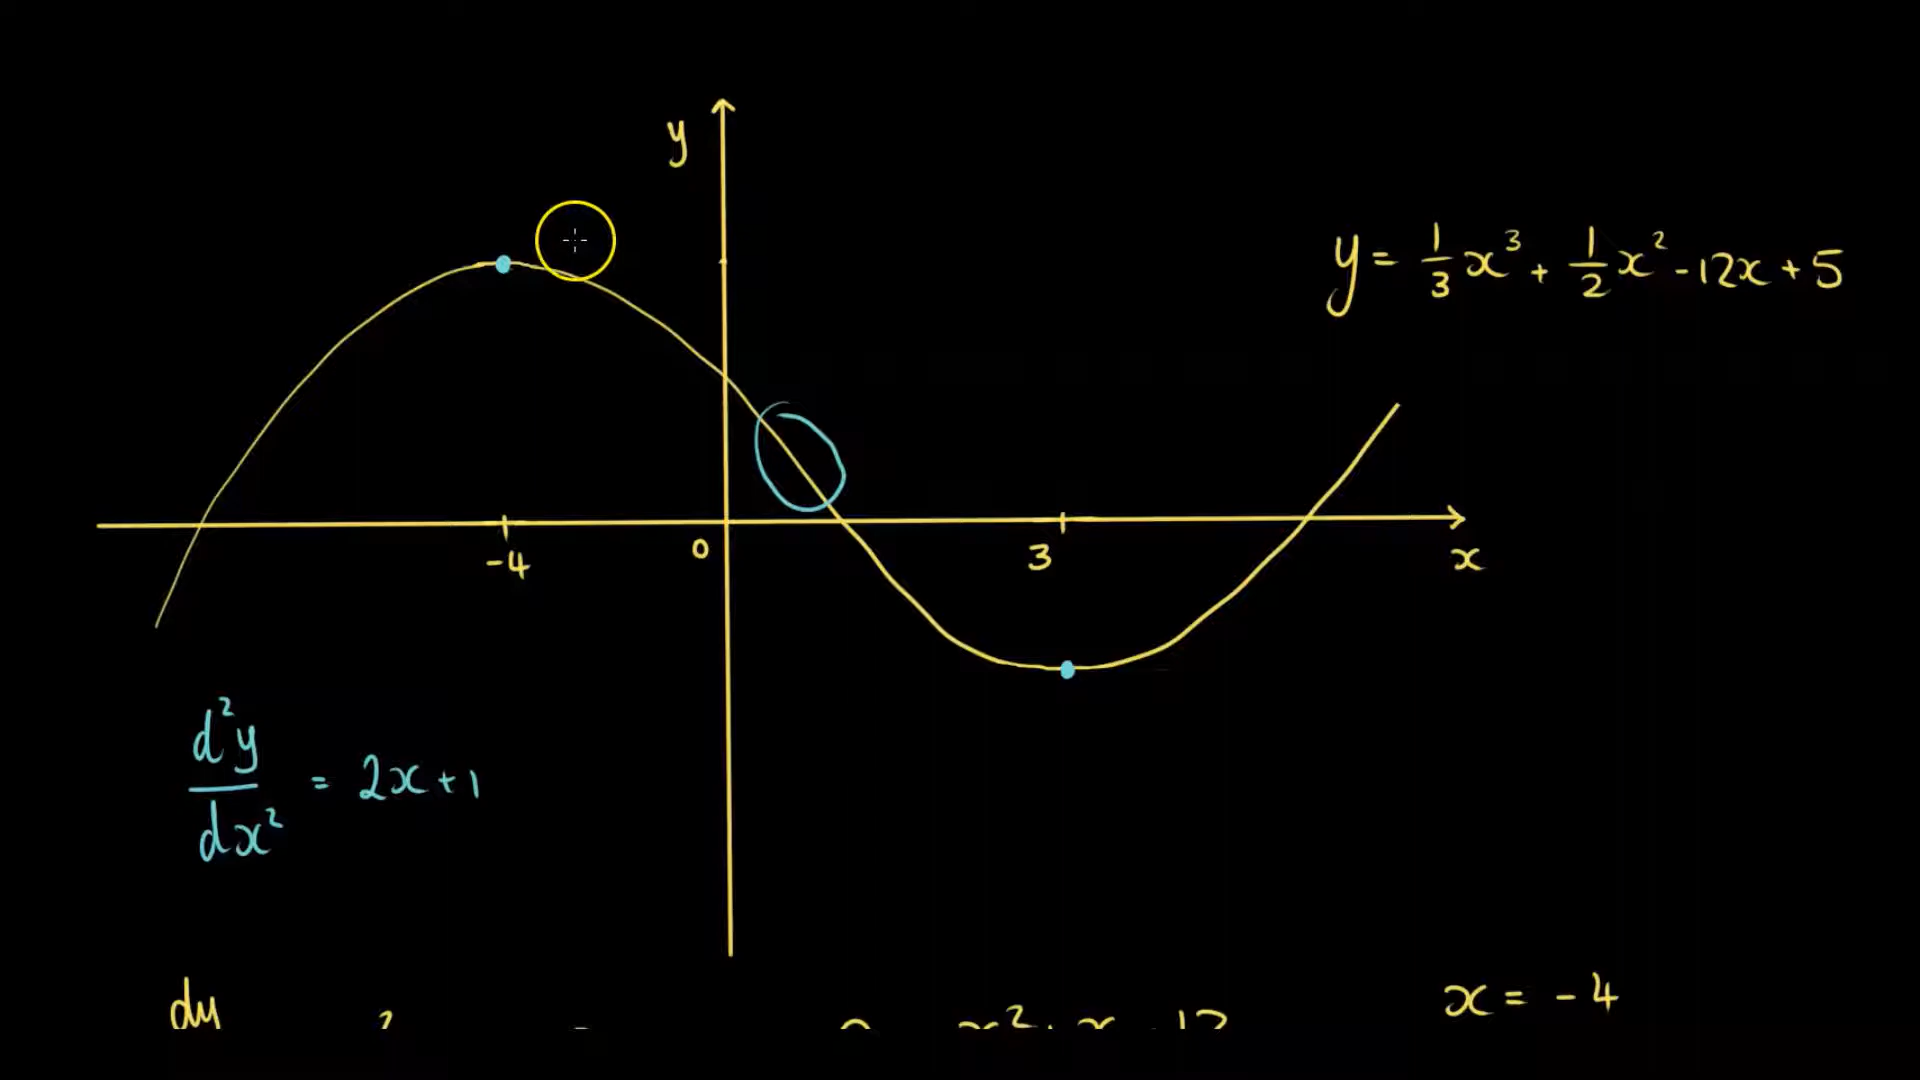 y
y = 1/3 x³ + 1/2 x² - 12x + 5
-4 0 3 x
d²y/dx² = 2x + 1
x = -4